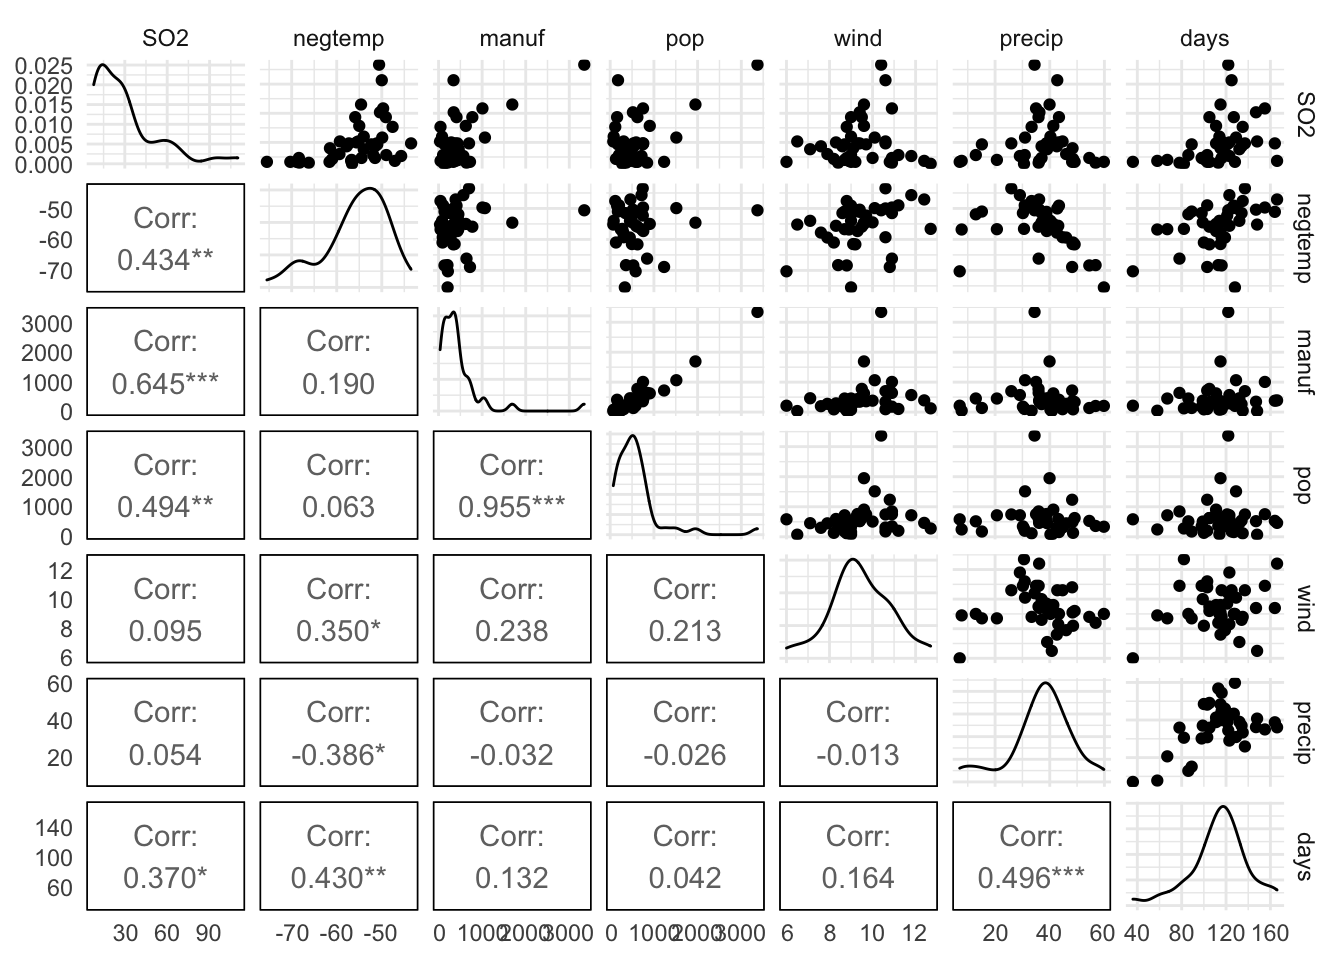 SO2 negtemp manuf pop wind precip days
0.025
0.020
0.015
0.010
0.005
0.000
SO2
-50
-60
-70
Corr:
0.434**
negtemp
3000
2000
1000
0
Corr:
0.645***
Corr:
0.190
manuf
3000
2000
1000
0
Corr:
0.494**
Corr:
0.063
Corr:
0.955***
pop
12
10
8
6
Corr:
0.095
Corr:
0.350*
Corr:
0.238
Corr:
0.213
wind
60
40
20
Corr:
0.054
Corr:
-0.386*
Corr:
-0.032
Corr:
-0.026
Corr:
-0.013
precip
140
100
60
Corr:
0.370*
Corr:
0.430**
Corr:
0.132
Corr:
0.042
Corr:
0.164
Corr:
0.496***
days
30 60 90 -70 -60 -50 0 1000 2000 3000 0 1000 2000 3000 6 8 10 12 20 40 60 40 80 120 160